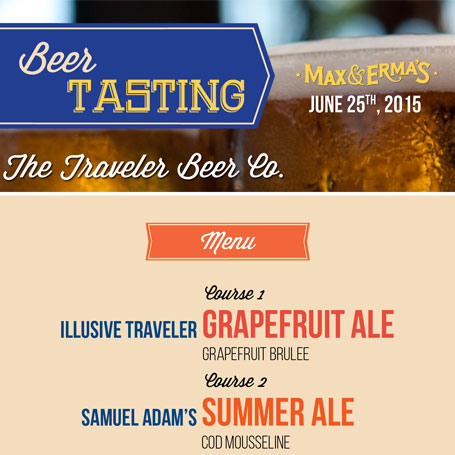 Beer
TASTING
MAX & ERMA'S
JUNE 25TH, 2015
The Traveler Beer Co.
Menu
Course 1
ILLUSIVE TRAVELER GRAPEFRUIT ALE
GRAPEFRUIT BRULEE
Course 2
SAMUEL ADAM'S SUMMER ALE
COD MOUSSELINE